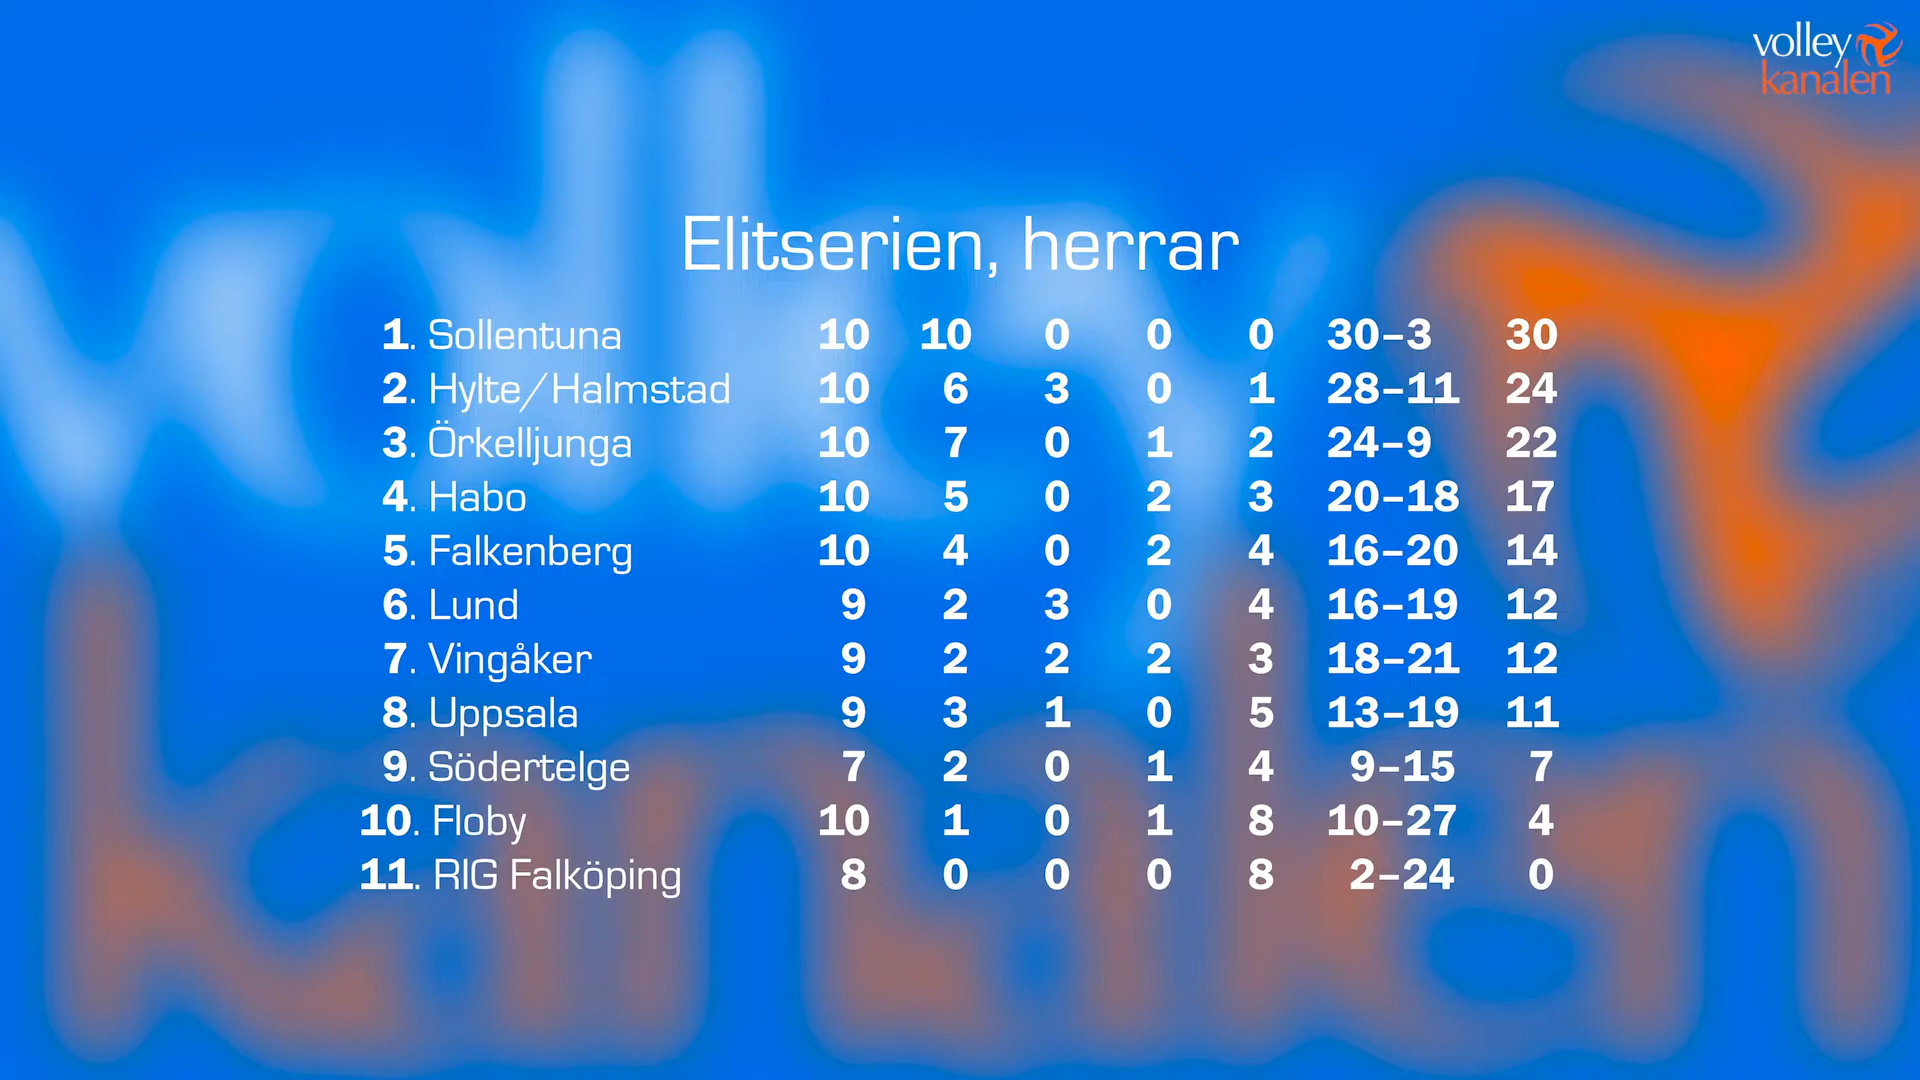 volley
kanalen
Elitserien, herrar
1. Sollentuna 10 10 0 0 0 30–3 30
2. Hylte/Halmstad 10 6 3 0 1 28–11 24
3. Örkelljunga 10 7 0 1 2 24–9 22
4. Habo 10 5 0 2 3 20–18 17
5. Falkenberg 10 4 0 2 4 16–20 14
6. Lund 9 2 3 0 4 16–19 12
7. Vingåker 9 2 2 2 3 18–21 12
8. Uppsala 9 3 1 0 5 13–19 11
9. Södertelge 7 2 0 1 4 9–15 7
10. Floby 10 1 0 1 8 10–27 4
11. RIG Falköping 8 0 0 0 8 2–24 0